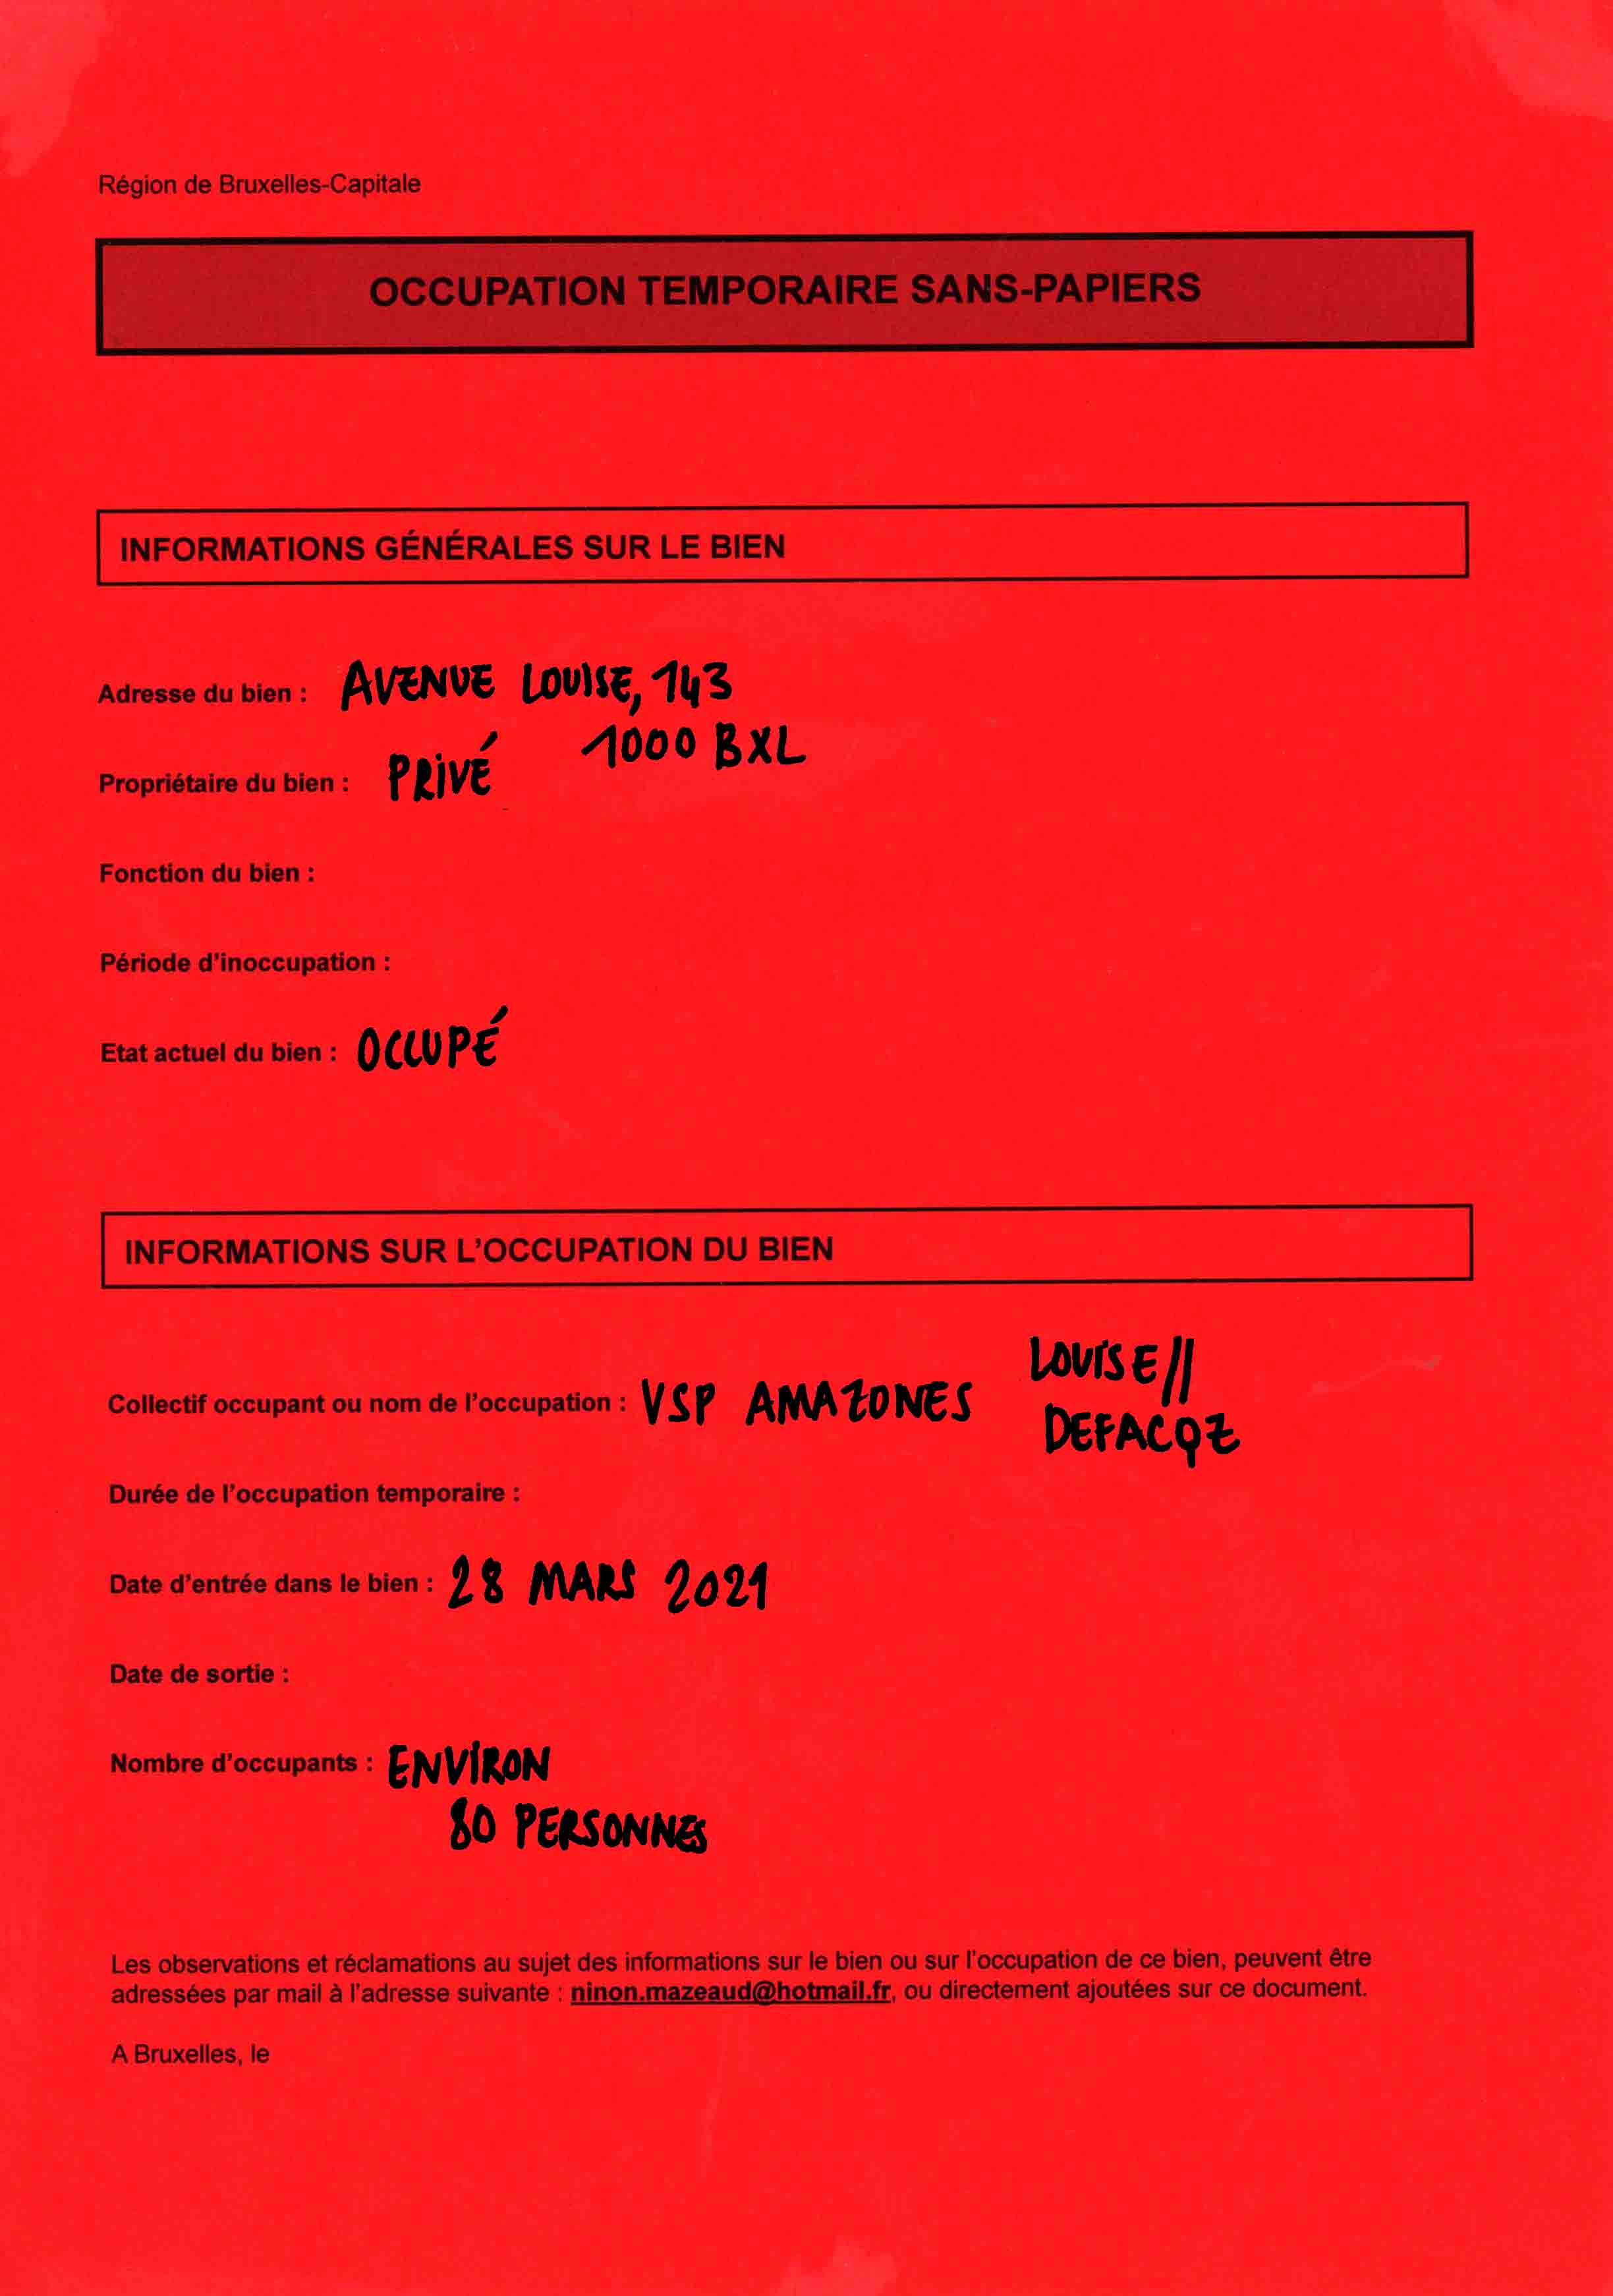 Région de Bruxelles-Capitale
OCCUPATION TEMPORAIRE SANS-PAPIERS
INFORMATIONS GÉNÉRALES SUR LE BIEN
Adresse du bien : AVENUE LOUISE, 143
1000 BXL
Propriétaire du bien : PRIVÉ
Fonction du bien :
Période d'inoccupation :
Etat actuel du bien : OCCUPÉ
INFORMATIONS SUR L'OCCUPATION DU BIEN
Collectif occupant ou nom de l'occupation : VSP AMAZONES LOUISE//
DEFACQZ
Durée de l'occupation temporaire :
Date d'entrée dans le bien : 28 MARS 2021
Date de sortie :
Nombre d'occupants : ENVIRON
80 PERSONNES
Les observations et réclamations au sujet des informations sur le bien ou sur l'occupation de ce bien, peuvent être
adressées par mail à l'adresse suivante : ninon.mazeaud@hotmail.fr, ou directement ajoutées sur ce document.
A Bruxelles, le